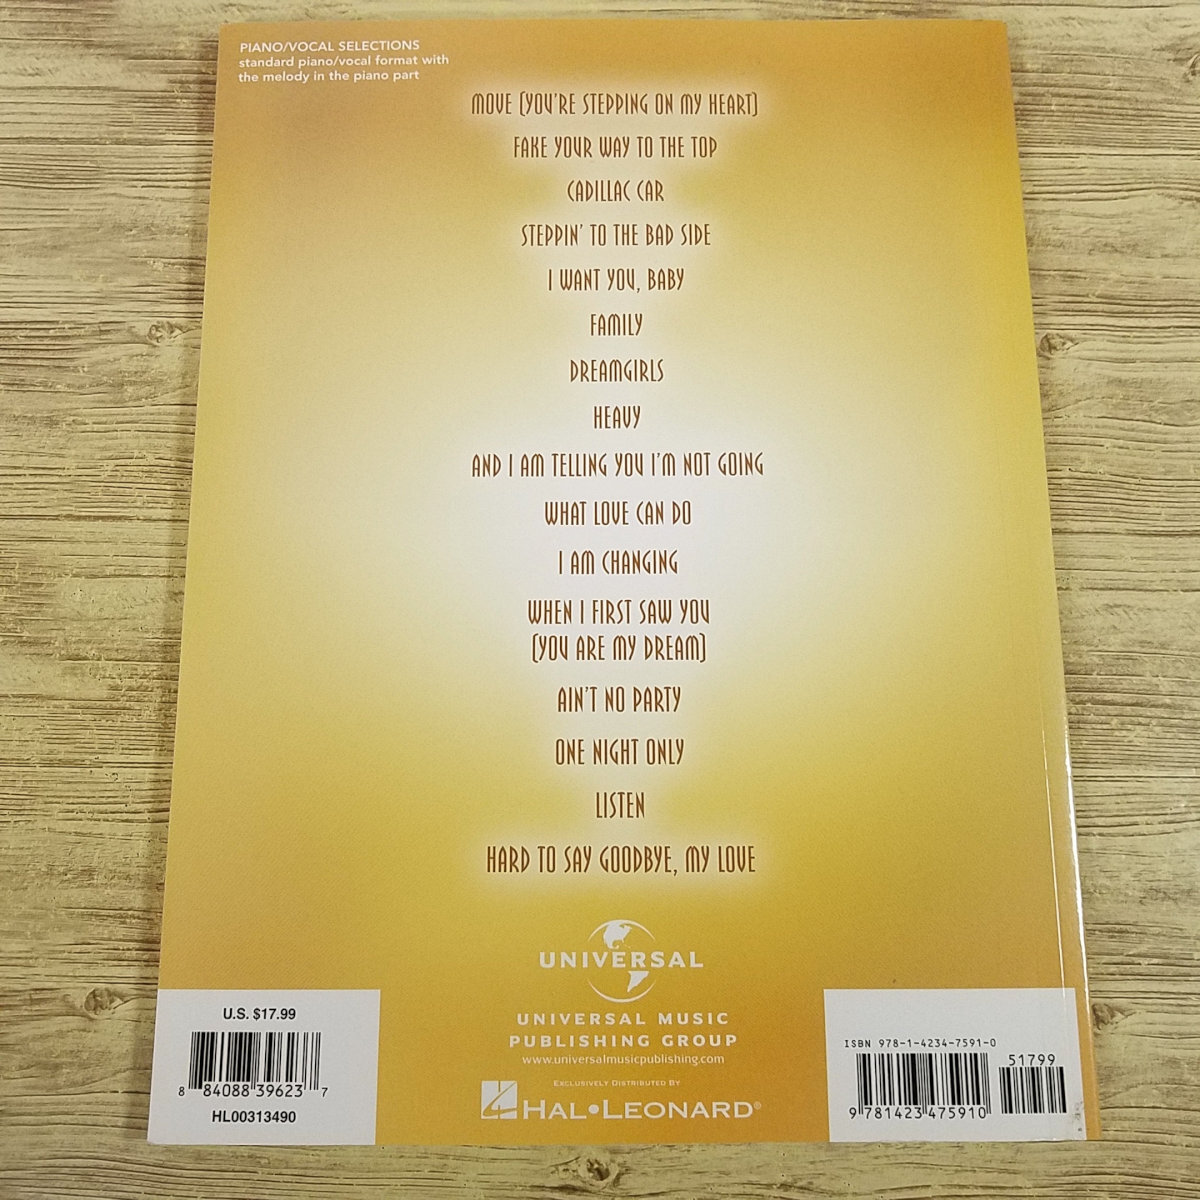 PIANO/VOCAL SELECTIONS
standard piano/vocal format with
the melody in the piano part
MOVE (YOU'RE STEPPING ON MY HEART)
FAKE YOUR WAY TO THE TOP
CADILLAC CAR
STEPPIN' TO THE BAD SIDE
I WANT YOU, BABY
FAMILY
DREAMGIRLS
HEAVY
AND I AM TELLING YOU I'M NOT GOING
WHAT LOVE CAN DO
I AM CHANGING
WHEN I FIRST SAW YOU
(YOU ARE MY DREAM)
AIN'T NO PARTY
ONE NIGHT ONLY
LISTEN
HARD TO SAY GOODBYE, MY LOVE
UNIVERSAL
UNIVERSAL MUSIC
PUBLISHING GROUP
www.universalmusicpublishing.com
EXCLUSIVELY DISTRIBUTED BY
HAL•LEONARD®
U.S. $17.99
8 84088 39623 7
HL00313490
ISBN 978-1-4234-7591-0
51799
9 781423 475910